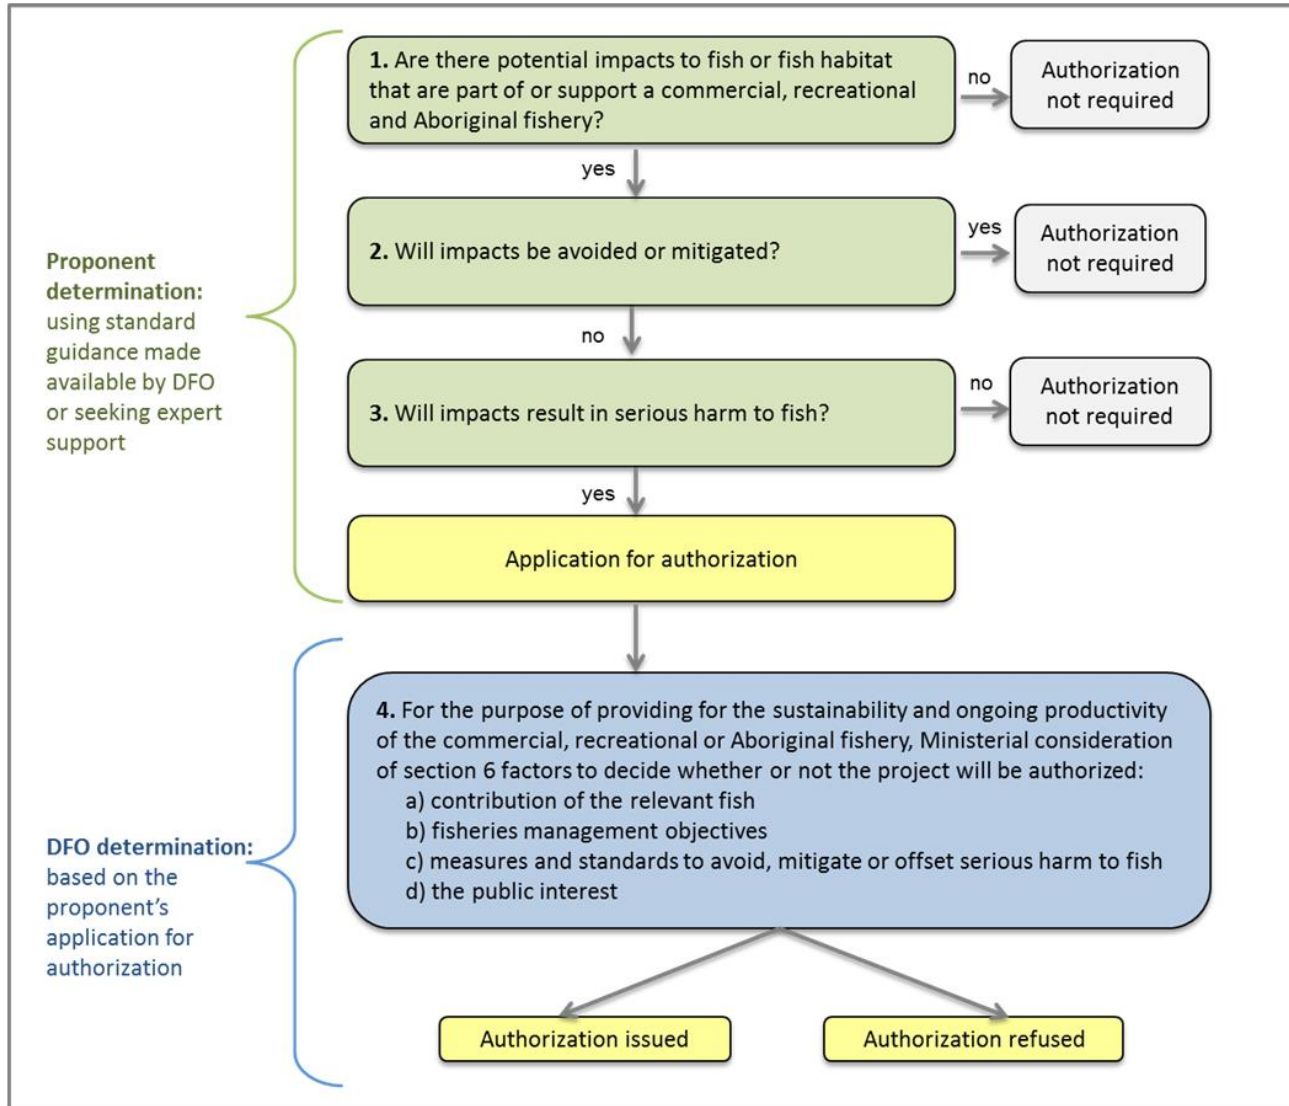 1. Are there potential impacts to fish or fish habitat
that are part of or support a commercial, recreational
and Aboriginal fishery?
no
Authorization
not required
yes
2. Will impacts be avoided or mitigated?
yes
Authorization
not required
no
3. Will impacts result in serious harm to fish?
no
Authorization
not required
yes
Application for authorization
Proponent
determination:
using standard
guidance made
available by DFO
or seeking expert
support
4. For the purpose of providing for the sustainability and ongoing productivity
of the commercial, recreational or Aboriginal fishery, Ministerial consideration
of section 6 factors to decide whether or not the project will be authorized:
a) contribution of the relevant fish
b) fisheries management objectives
c) measures and standards to avoid, mitigate or offset serious harm to fish
d) the public interest
DFO determination:
based on the
proponent’s
application for
authorization
Authorization issued
Authorization refused